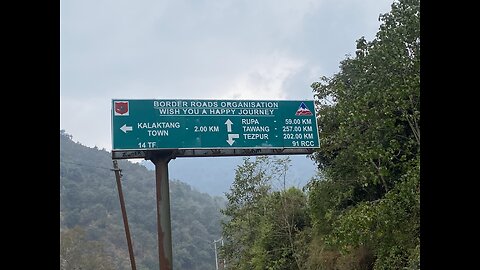 BORDER ROADS ORGANISATION
WISH YOU A HAPPY JOURNEY
← KALAKTANG TOWN - 2.00 KM
↑ RUPA - 59.00 KM
↑ TAWANG - 257.00 KM
TEZPUR - 202.00 KM
14 TF
91 RCC